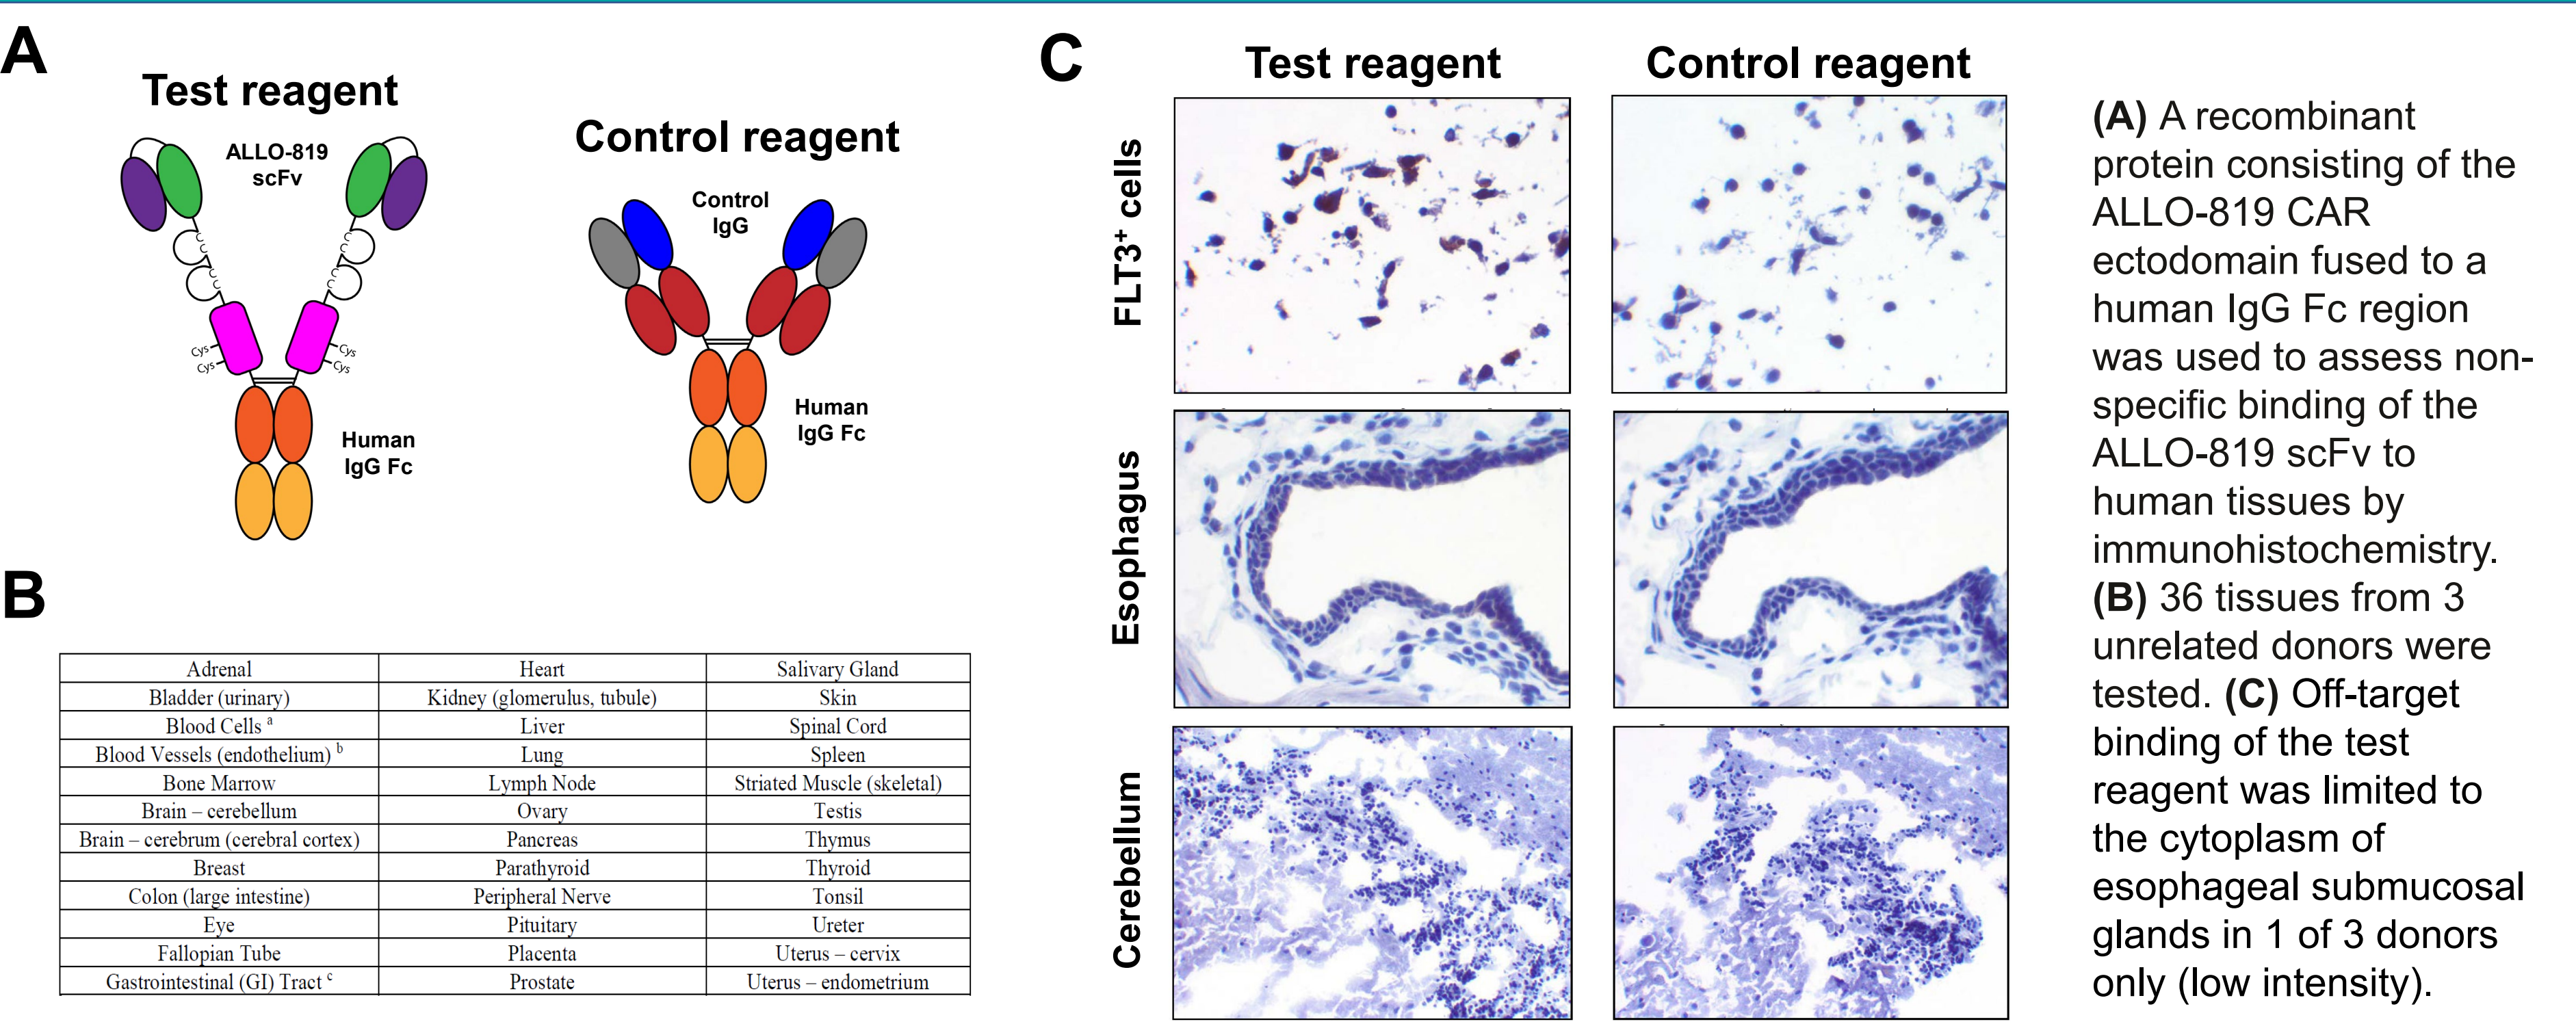 A
Test reagent
ALLO-819
scFv
C
C
C
C
C
C
C
C
Cys
Cys
Cys
Cys
Human
IgG Fc
Control reagent
Control
IgG
Human
IgG Fc
B
Adrenal Heart Salivary Gland
Bladder (urinary) Kidney (glomerulus, tubule) Skin
Blood Cells a Liver Spinal Cord
Blood Vessels (endothelium) b Lung Spleen
Bone Marrow Lymph Node Striated Muscle (skeletal)
Brain – cerebellum Ovary Testis
Brain – cerebrum (cerebral cortex) Pancreas Thymus
Breast Parathyroid Thyroid
Colon (large intestine) Peripheral Nerve Tonsil
Eye Pituitary Ureter
Fallopian Tube Placenta Uterus – cervix
Gastrointestinal (GI) Tract c Prostate Uterus – endometrium
C
Test reagent Control reagent
FLT3+ cells
Esophagus
Cerebellum
(A) A recombinant
protein consisting of the
ALLO-819 CAR
ectodomain fused to a
human IgG Fc region
was used to assess non-
specific binding of the
ALLO-819 scFv to
human tissues by
immunohistochemistry.
(B) 36 tissues from 3
unrelated donors were
tested. (C) Off-target
binding of the test
reagent was limited to
the cytoplasm of
esophageal submucosal
glands in 1 of 3 donors
only (low intensity).